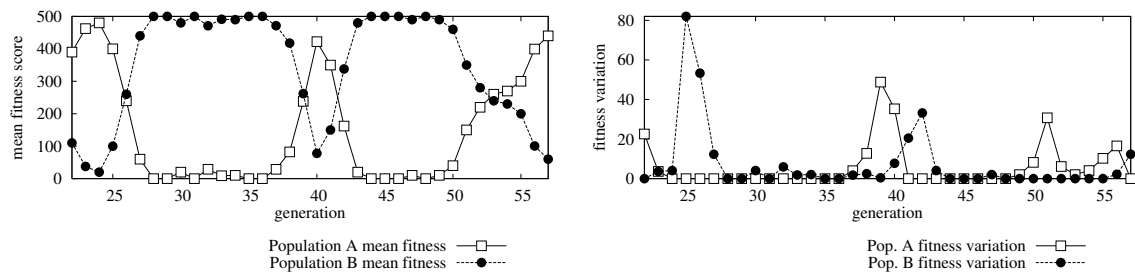 500
400
300
200
100
0
mean fitness score
25 30 35 40 45 50 55
generation
Population A mean fitness
Population B mean fitness
80
60
40
20
0
fitness variation
25 30 35 40 45 50 55
generation
Pop. A fitness variation
Pop. B fitness variation